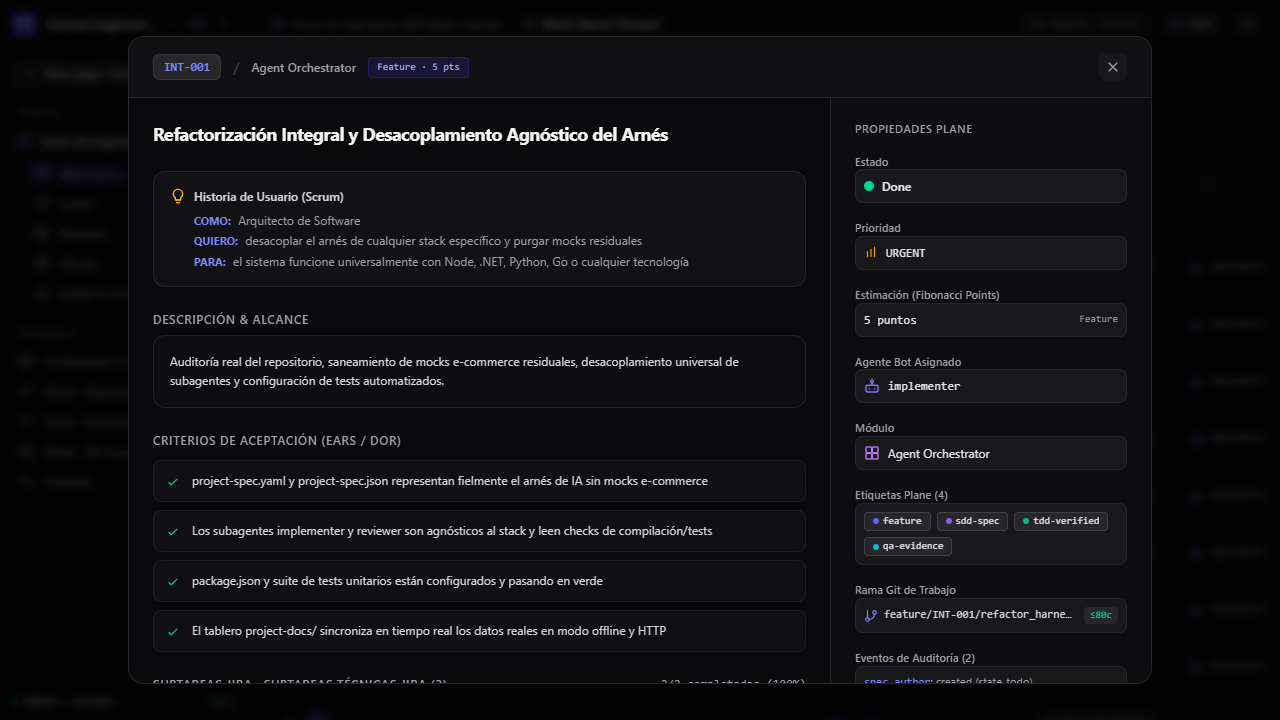 INT-001 / Agent Orchestrator Feature · 5 pts
Refactorización Integral y Desacoplamiento Agnóstico del Arnés
Historia de Usuario (Scrum)
COMO: Arquitecto de Software
QUIERO: desacoplar el arnés de cualquier stack específico y purgar mocks residuales
PARA: el sistema funcione universalmente con Node, .NET, Python, Go o cualquier tecnología
DESCRIPCIÓN & ALCANCE
Auditoría real del repositorio, saneamiento de mocks e-commerce residuales, desacoplamiento universal de
subagentes y configuración de tests automatizados.
CRITERIOS DE ACEPTACIÓN (EARS / DOR)
project-spec.yaml y project-spec.json representan fielmente el arnés de IA sin mocks e-commerce
Los subagentes implementer y reviewer son agnósticos al stack y leen checks de compilación/tests
package.json y suite de tests unitarios están configurados y pasando en verde
El tablero project-docs/ sincroniza en tiempo real los datos reales en modo offline y HTTP
PROPIEDADES PLANE
Estado
Done
Prioridad
URGENT
Estimación (Fibonacci Points)
5 puntos Feature
Agente Bot Asignado
implementer
Módulo
Agent Orchestrator
Etiquetas Plane (4)
feature sdd-spec tdd-verified
qa-evidence
Rama Git de Trabajo
feature/INT-001/refactor_harne… ≤80c
Eventos de Auditoría (2)
spec_author: created (state todo)